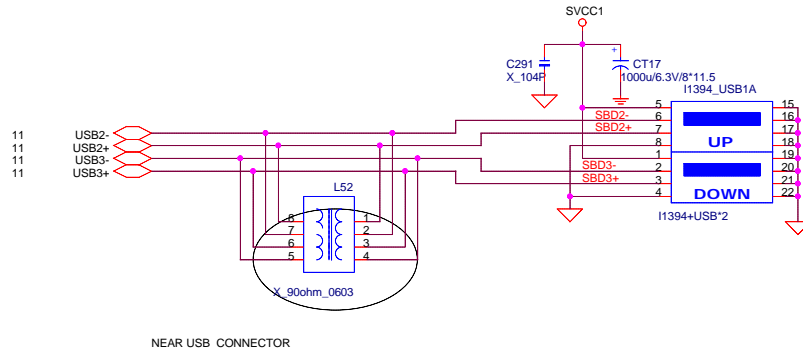 SVCC1
C291
X_104P
+
CT17
1000u/6.3V/8*11.5
I1394_USB1A
11 USB2-
11 USB2+
11 USB3-
11 USB3+
SBD2-
SBD2+
SBD3-
SBD3+
5
6
7
8
1
2
3
4
UP
DOWN
15
16
17
18
19
20
21
22
I1394+USB*2
L52
8
7
6
5
1
2
3
4
X_90ohm_0603
NEAR USB CONNECTOR